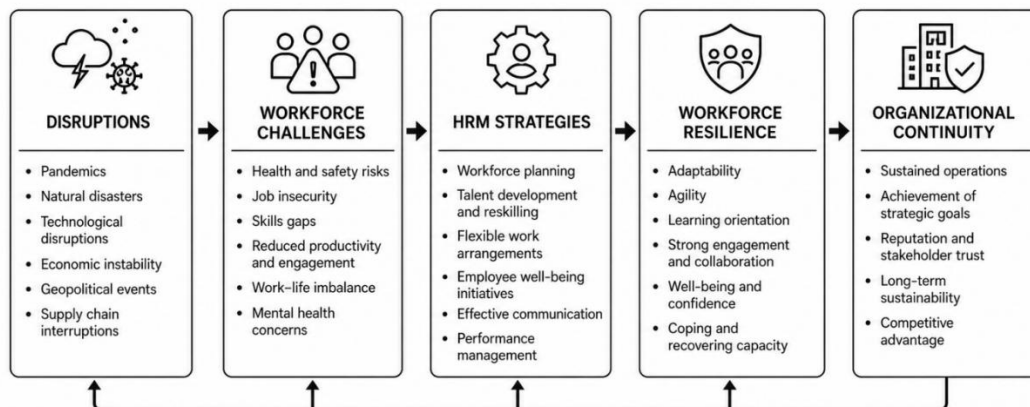 DISRUPTIONS
• Pandemics
• Natural disasters
• Technological
disruptions
• Economic instability
• Geopolitical events
• Supply chain
interruptions
WORKFORCE
CHALLENGES
• Health and safety risks
• Job insecurity
• Skills gaps
• Reduced productivity
and engagement
• Work–life imbalance
• Mental health
concerns
HRM STRATEGIES
• Workforce planning
• Talent development
and reskilling
• Flexible work
arrangements
• Employee well-being
initiatives
• Effective communication
• Performance
management
WORKFORCE
RESILIENCE
• Adaptability
• Agility
• Learning orientation
• Strong engagement
and collaboration
• Well-being and
confidence
• Coping and
recovering capacity
ORGANIZATIONAL
CONTINUITY
• Sustained operations
• Achievement of
strategic goals
• Reputation and
stakeholder trust
• Long-term
sustainability
• Competitive
advantage